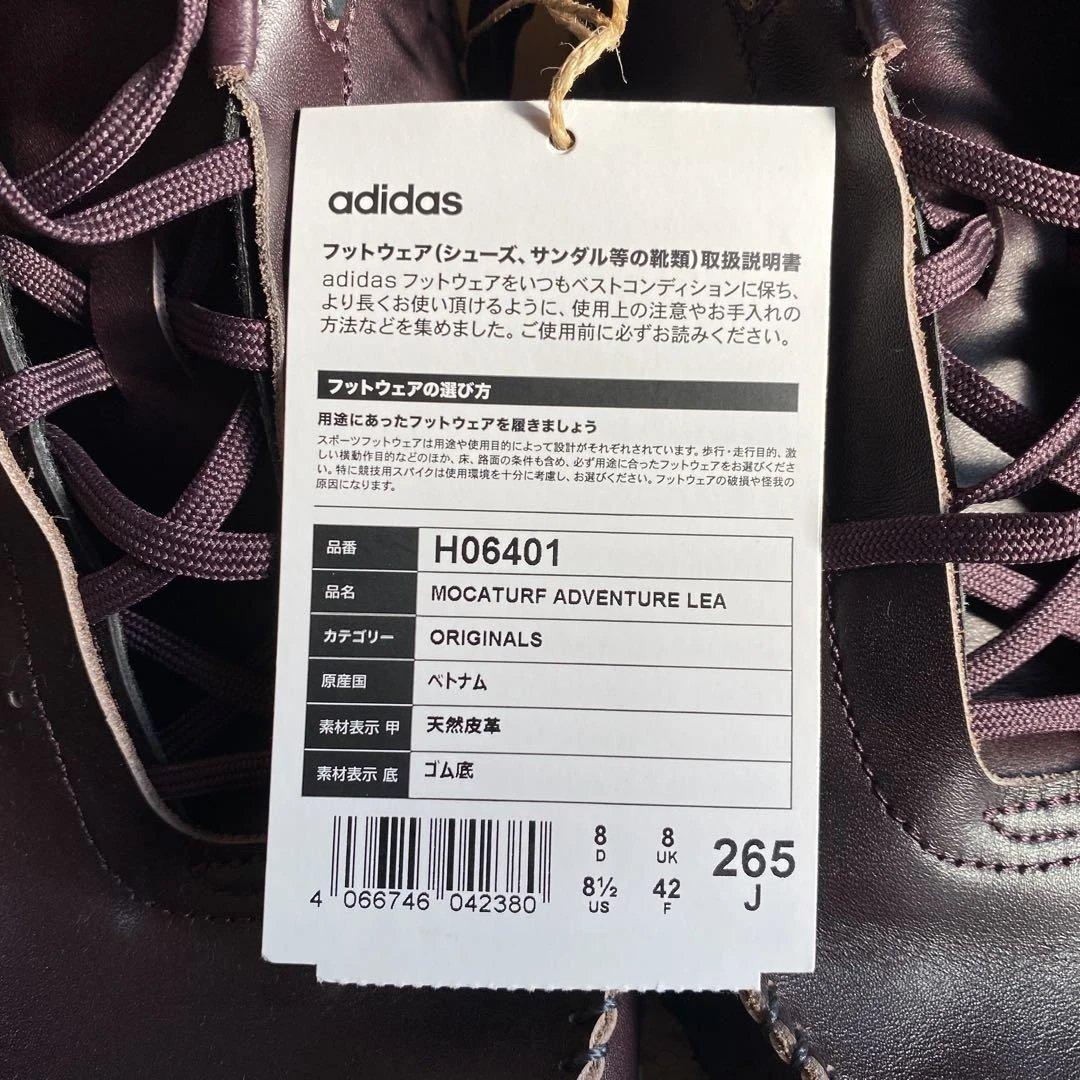 adidas
フットウェア(シューズ、サンダル等の靴類)取扱説明書
adidas フットウェアをいつもベストコンディションに保ち、
より長くお使い頂けるように、使用上の注意やお手入れの
方法などを集めました。ご使用前に必ずお読みください。
フットウェアの選び方
用途にあったフットウェアを履きましょう
スポーツフットウェアは用途や使用目的によって設計がそれぞれされています。歩行・走行目的、激
しい横動作目的などのほか、床、路面の条件も含め、必ず用途に合ったフットウェアをお選びくださ
い。特に競技用スパイクは使用環境を十分に考慮し、お選びください。フットウェアの破損や怪我の
原因になります。
品番 H06401
品名 MOCATURF ADVENTURE LEA
カテゴリー ORIGINALS
原産国 ベトナム
素材表示 甲 天然皮革
素材表示 底 ゴム底
8 8 265
D UK J
8½ 42
US F
4 066746 042380